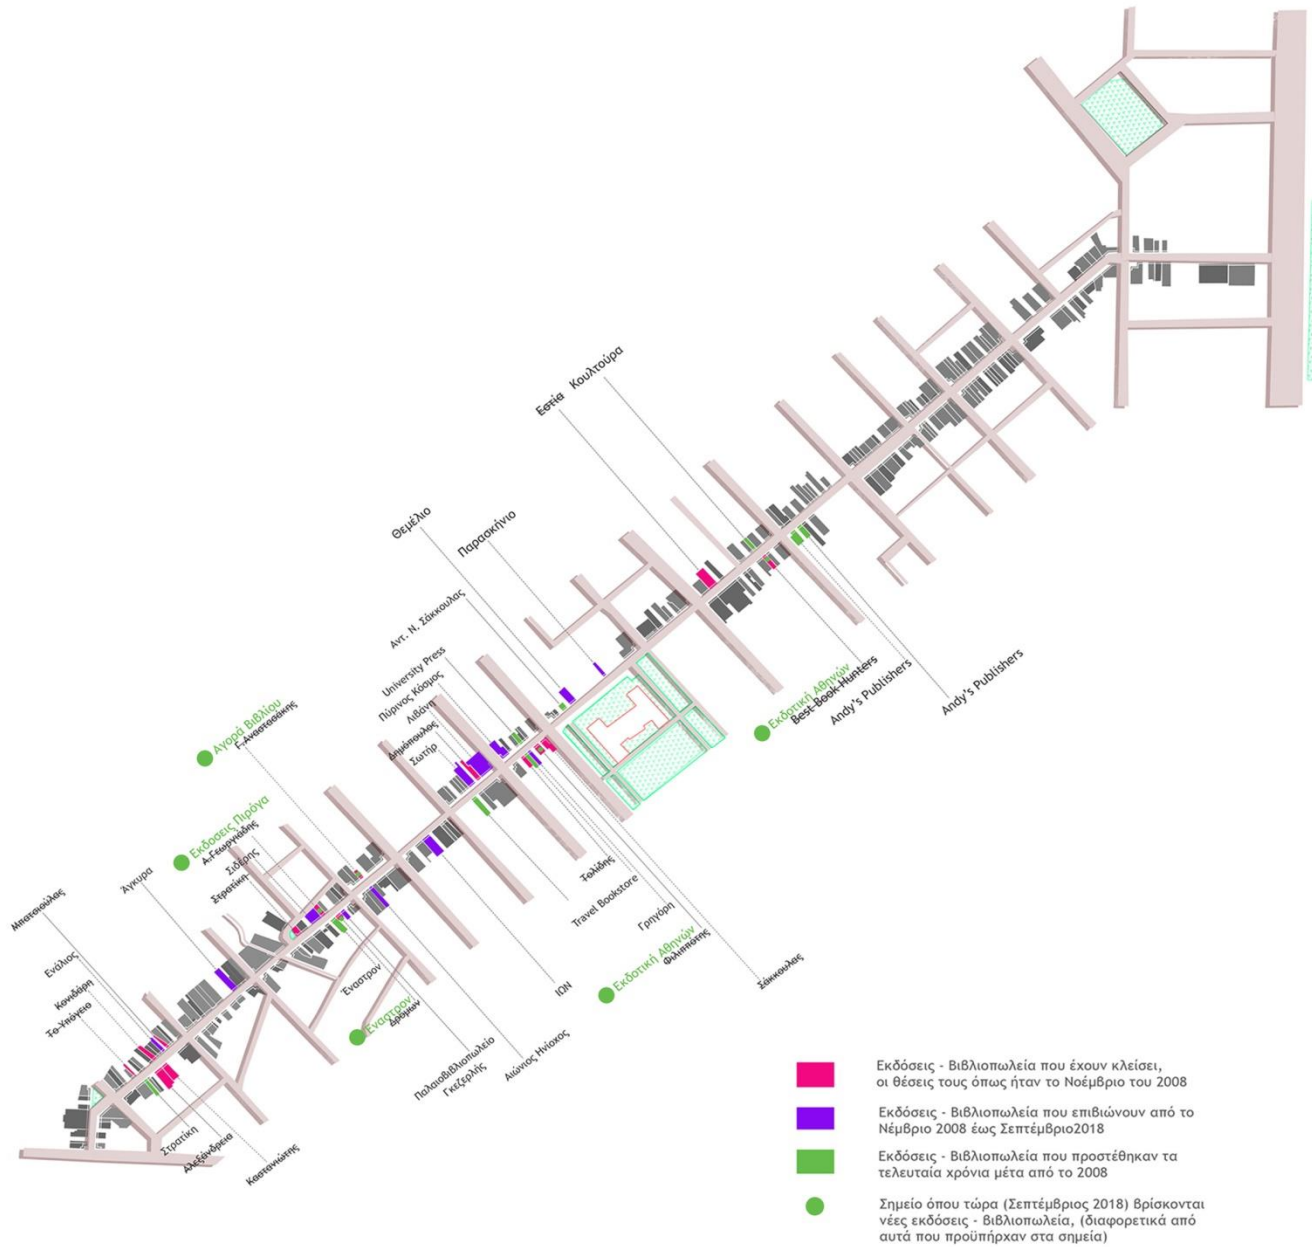 Εστία
Κουλτούρα
Θεμέλιο
Παρασκήνιο
Αντ. Ν. Σάκκουλας
University Press
Πύρινος Κόσμος
Λιβάνη
Δημόπουλος
Σωτήρ
Εκδοτική Αθηνών
Best Book Hunters
Andy's Publishers
Andy's Publishers
Αγορά Βιβλίου
Γ.Αναστασάκης
Εκδοσεις Πιρόγα
Α.Γεωργιάδης
Σιδέρης
Στρατίκη
Άγκυρα
Μπατσιούλας
Ενάλιος
Κονιδάρη
Το Υπόγειο
Τολίδης
Travel Bookstore
Γρηγόρη
Εκδοτική Αθηνών
Φιλιππότης
Σάκκουλας
ΙΩΝ
Έναστρον
Έναστρον
Δρόμων
Αιώνιος Ηνίοχος
Παλαιοβιβλιοπωλείο
Γκεζερλής
Στρατίκη
Αλεξάνδρεια
Καστανιώτης
Εκδόσεις - Βιβλιοπωλεία που έχουν κλείσει,
οι θέσεις τους όπως ήταν το Νοέμβριο του 2008
Εκδόσεις - Βιβλιοπωλεία που επιβιώνουν από το
Νέμβριο 2008 έως Σεπτέμβριο2018
Εκδόσεις - Βιβλιοπωλεία που προστέθηκαν τα
τελευταία χρόνια μέτα από το 2008
Σημείο όπου τώρα (Σεπτέμβριος 2018) βρίσκονται
νέες εκδόσεις - βιβλιοπωλεία, (διαφορετικά από
αυτά που προϋπήρχαν στα σημεία)